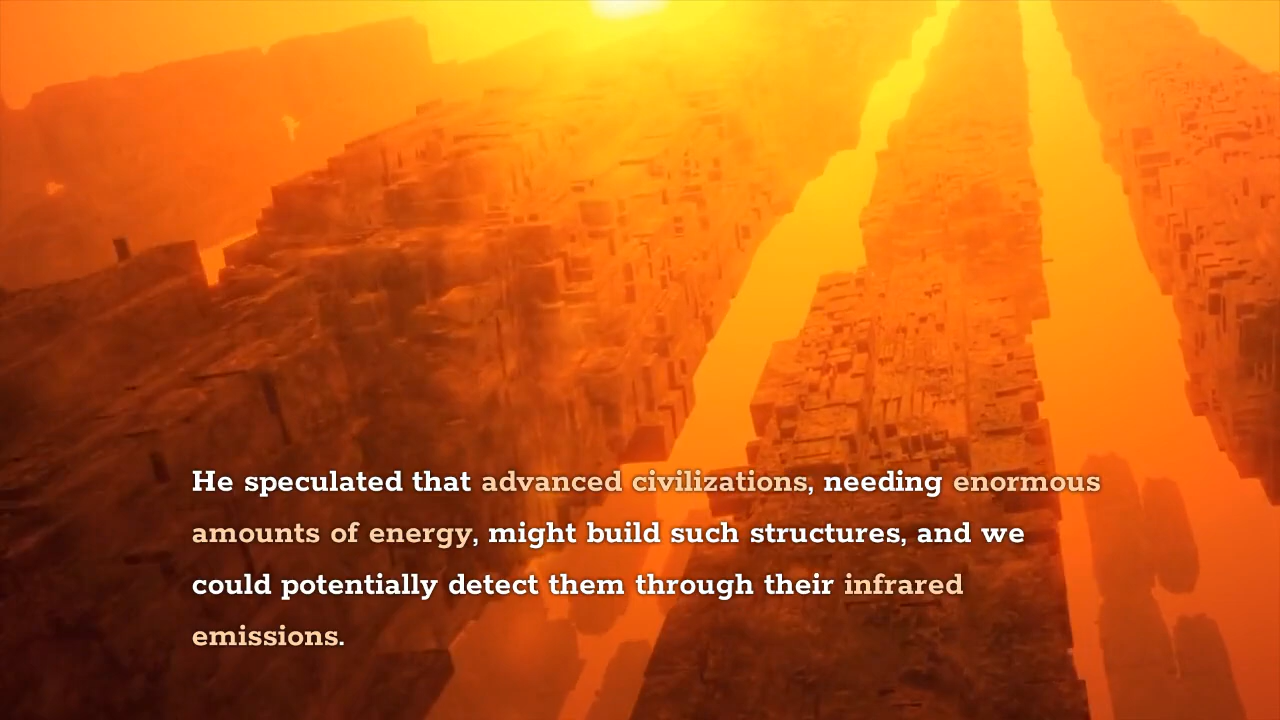 He speculated that advanced civilizations, needing enormous
amounts of energy, might build such structures, and we
could potentially detect them through their infrared
emissions.